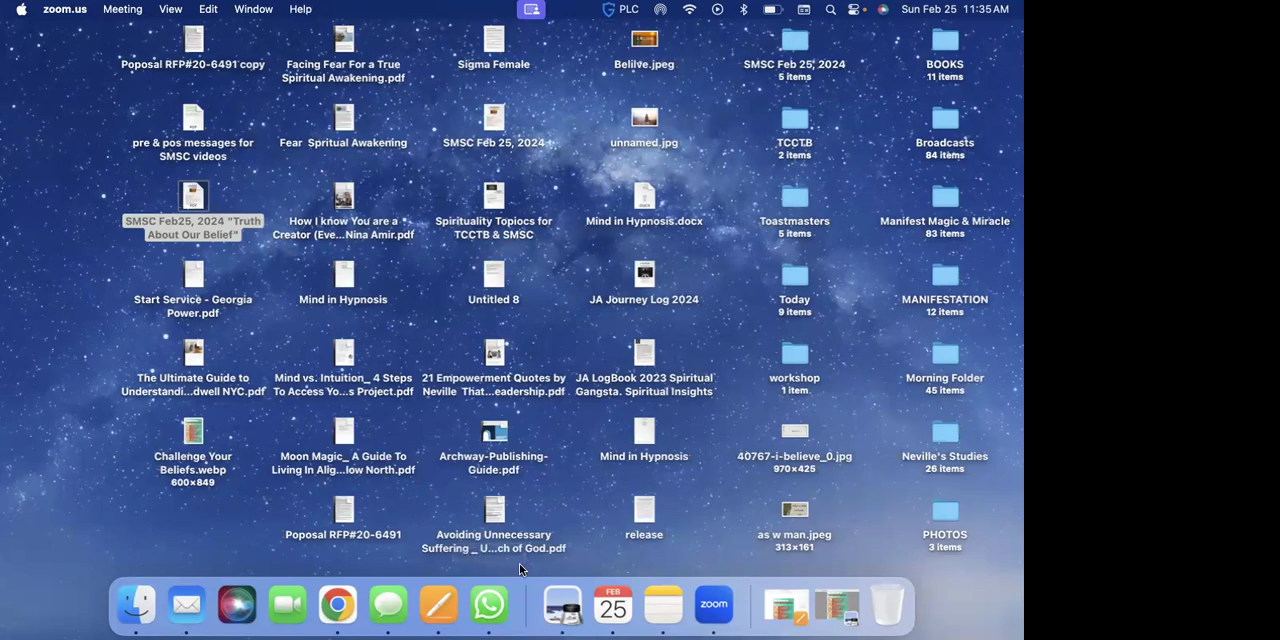 zoom.us Meeting View Edit Window Help PLC Sun Feb 25 11:35 AM
Poposal RFP#20-6491 copy
Facing Fear For a True
Spiritual Awakening.pdf
Sigma Female
Belilve.jpeg
SMSC Feb 25, 2024
5 items
BOOKS
11 items
pre & pos messages for
SMSC videos
Fear Spritual Awakening
SMSC Feb 25, 2024
unnamed.jpg
TCCT.B
2 items
Broadcasts
84 items
SMSC Feb25, 2024 "Truth
About Our Belief"
How I know You are a
Creator (Eve...Nina Amir.pdf
Spirituality Topiocs for
TCCTB & SMSC
Mind in Hypnosis.docx
Toastmasters
5 items
Manifest Magic & Miracle
83 items
Start Service - Georgia
Power.pdf
Mind in Hypnosis
Untitled 8
JA Journey Log 2024
Today
9 items
MANIFESTATION
12 items
The Ultimate Guide to
Understandi...dwell NYC.pdf
Mind vs. Intuition_ 4 Steps
To Access Yo...s Project.pdf
21 Empowerment Quotes by
Neville That...eadership.pdf
JA LogBook 2023 Spiritual
Gangsta. Spiritual Insights
workshop
1 item
Morning Folder
45 items
Challenge Your
Beliefs.webp
600×849
Moon Magic_ A Guide To
Living In Alig...low North.pdf
Archway-Publishing-
Guide.pdf
Mind in Hypnosis
40767-i-believe_0.jpg
970×425
Neville's Studies
26 items
Poposal RFP#20-6491
Avoiding Unnecessary
Suffering _ U...ch of God.pdf
release
as w man.jpeg
313×161
PHOTOS
3 items
FEB
25
zoom